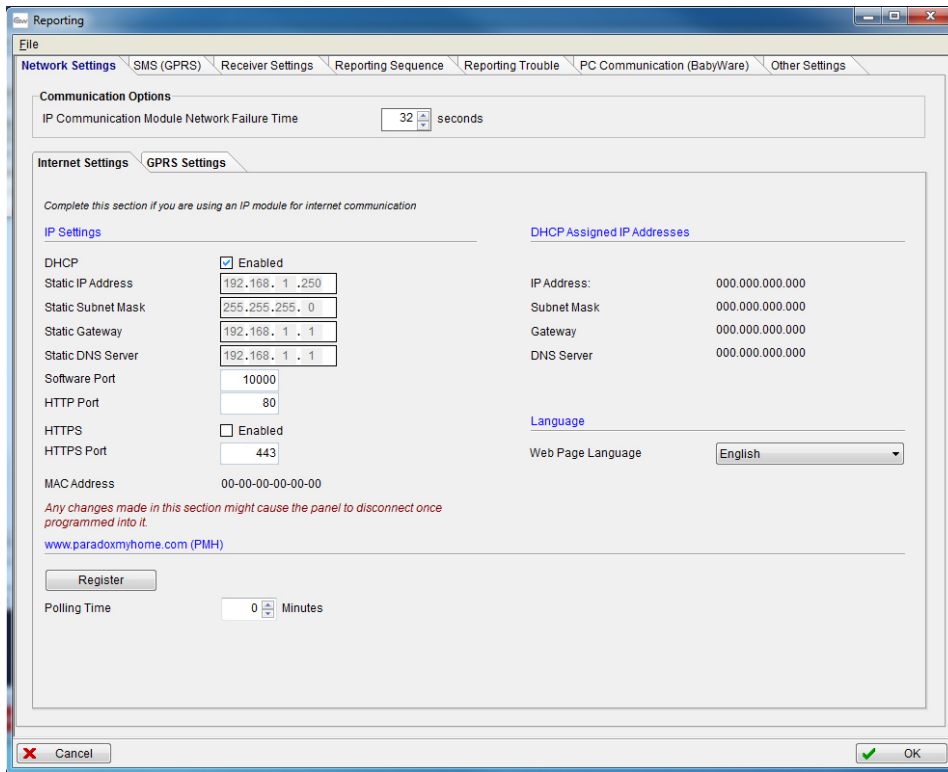 Reporting
File
Network Settings SMS (GPRS) Receiver Settings Reporting Sequence Reporting Trouble PC Communication (BabyWare) Other Settings
Communication Options
IP Communication Module Network Failure Time 32 seconds
Internet Settings GPRS Settings
Complete this section if you are using an IP module for internet communication
IP Settings DHCP Assigned IP Addresses
DHCP Enabled
Static IP Address 192.168. 1 .250 IP Address: 000.000.000.000
Static Subnet Mask 255.255.255. 0 Subnet Mask 000.000.000.000
Static Gateway 192.168. 1 . 1 Gateway 000.000.000.000
Static DNS Server 192.168. 1 . 1 DNS Server 000.000.000.000
Software Port 10000
HTTP Port 80
HTTPS Enabled Language
HTTPS Port 443 Web Page Language English
MAC Address 00-00-00-00-00-00
Any changes made in this section might cause the panel to disconnect once
programmed into it.
www.paradoxmyhome.com (PMH)
Register
Polling Time 0 Minutes
Cancel OK